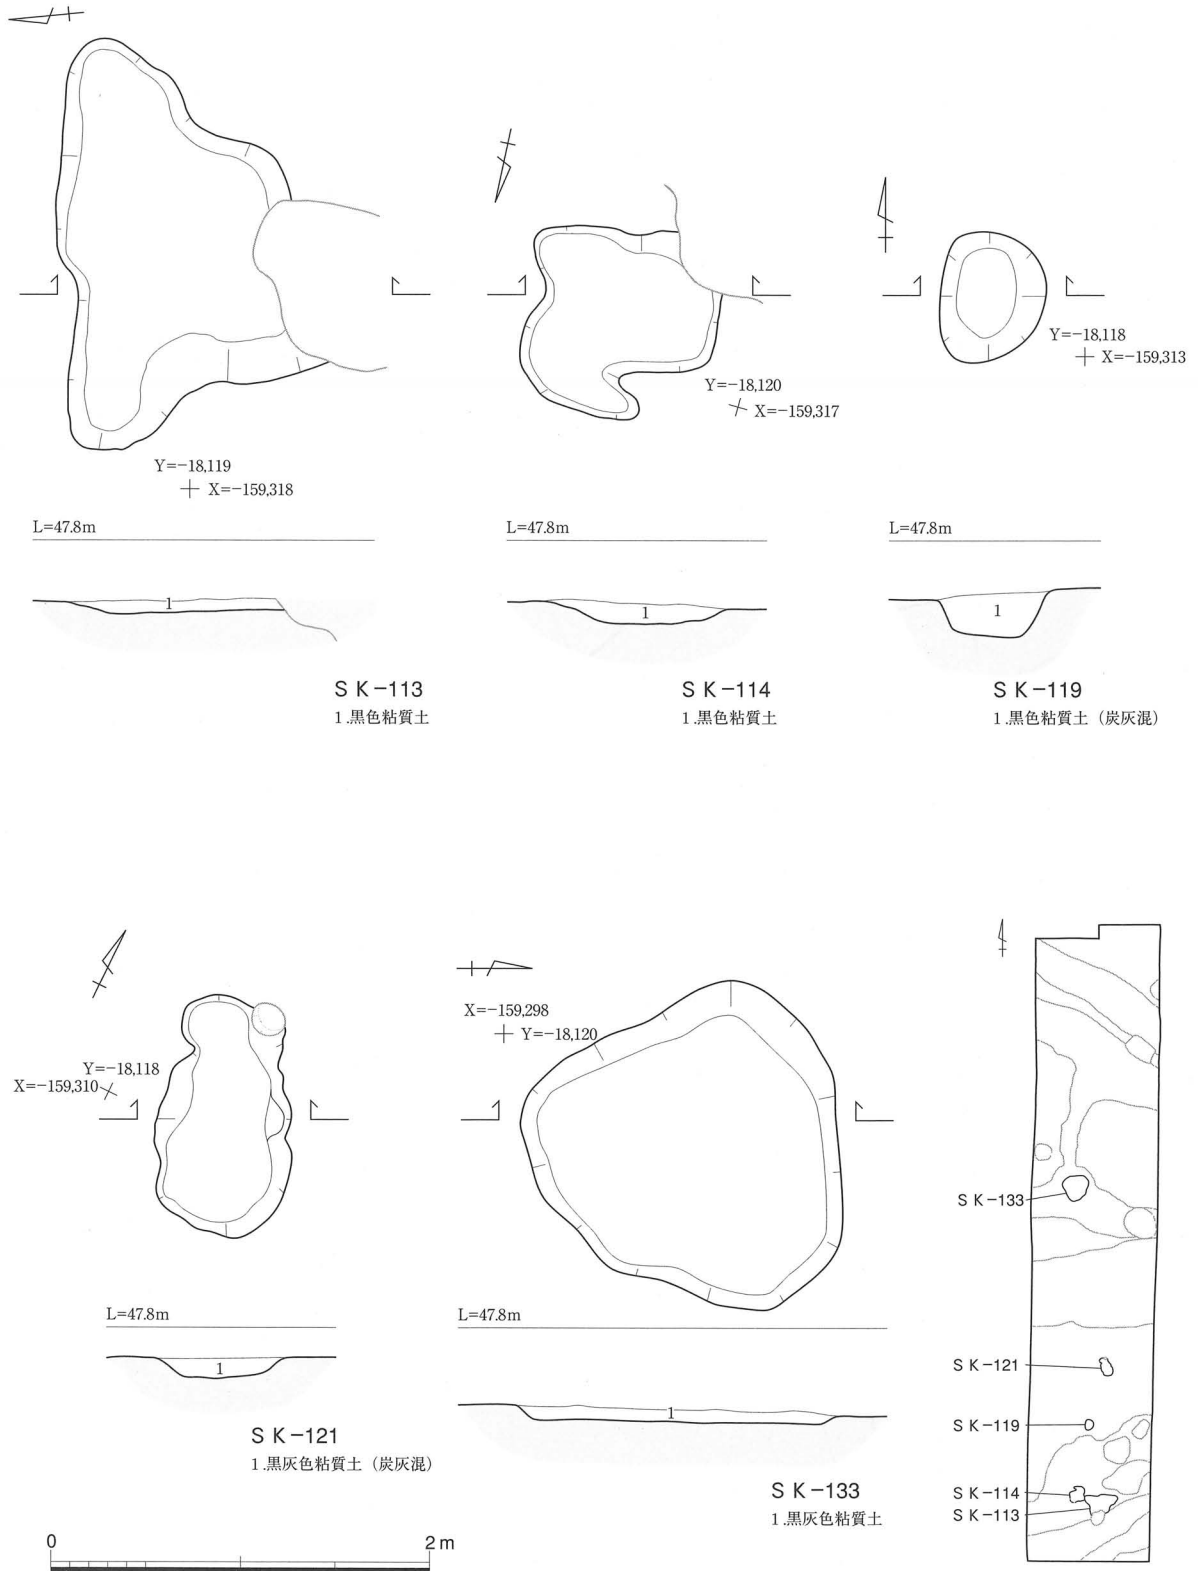 Y=−18,119
X=−159,318
L=47.8m
1
ＳＫ−113
1.黒色粘質土
Y=−18,120
X=−159,317
L=47.8m
1
ＳＫ−114
1.黒色粘質土
Y=−18,118
X=−159,313
L=47.8m
1
ＳＫ−119
1.黒色粘質土（炭灰混）
Y=−18,118
X=−159,310
L=47.8m
1
ＳＫ−121
1.黒灰色粘質土（炭灰混）
X=−159,298
Y=−18,120
L=47.8m
1
ＳＫ−133
1.黒灰色粘質土
ＳＫ−133
ＳＫ−121
ＳＫ−119
ＳＫ−114
ＳＫ−113
0 2m